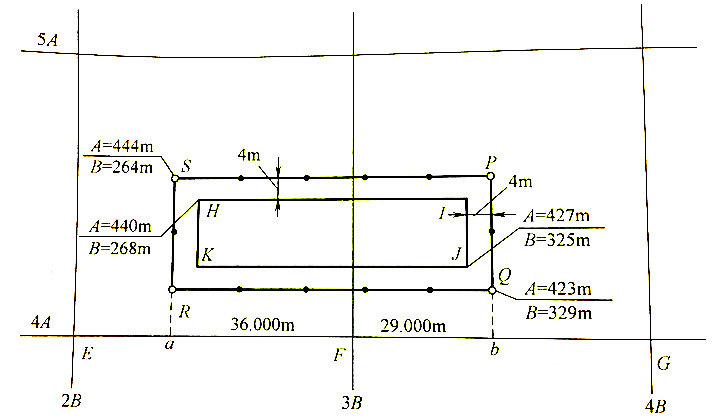 5A
A=444m
B=264m
S
4m
P
4m
A=440m
B=268m
H
I
A=427m
B=325m
K
J
Q
A=423m
B=329m
R
4A
36.000m
29.000m
E
a
F
b
G
2B
3B
4B